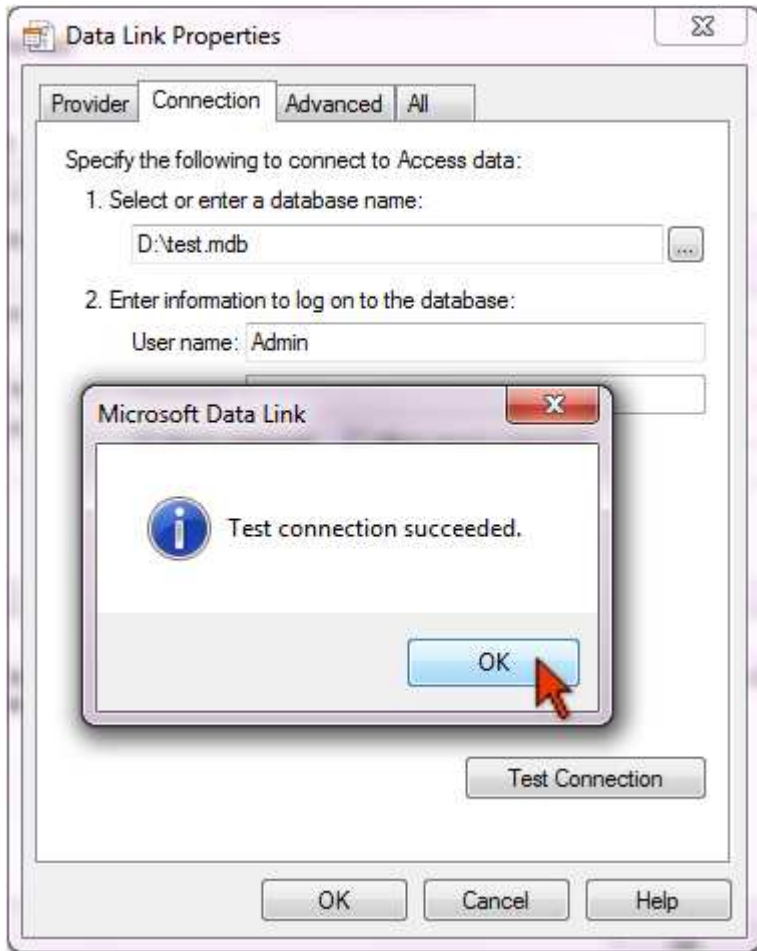 Data Link Properties
Provider Connection Advanced All
Specify the following to connect to Access data:
1. Select or enter a database name:
D:\test.mdb
...
2. Enter information to log on to the database:
User name: Admin
Microsoft Data Link
Test connection succeeded.
OK
Test Connection
OK Cancel Help